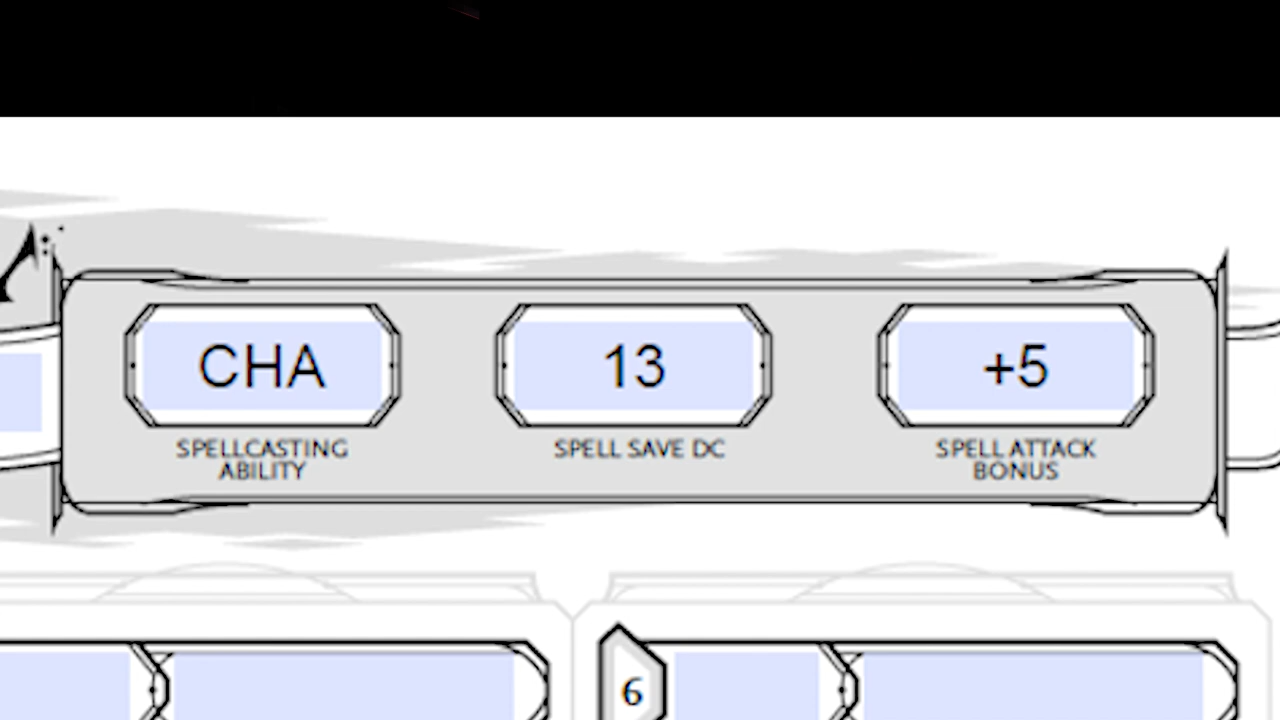 CHA
13
+5
SPELLCASTING
ABILITY
SPELL SAVE DC
SPELL ATTACK
BONUS
6